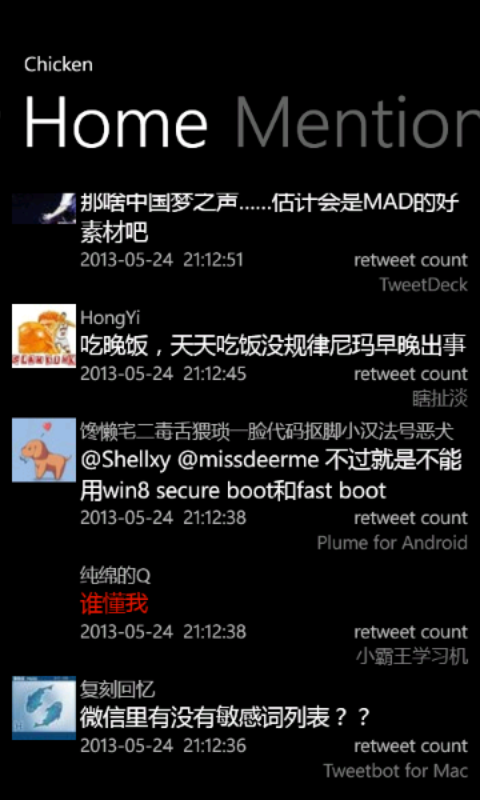 Chicken
Home Mention
那啥中国梦之声......估计会是MAD的好
素材吧
2013-05-24 21:12:51 retweet count
TweetDeck
HongYi
吃晚饭，天天吃饭没规律尼玛早晚出事
2013-05-24 21:12:45 retweet count
瞎扯淡
馋懒宅二毒舌猥琐一脸代码抠脚小汉法号恶犬
@Shellxy @missdeerme 不过就是不能
用win8 secure boot和fast boot
2013-05-24 21:12:38 retweet count
Plume for Android
纯绵的Q
谁懂我
2013-05-24 21:12:38 retweet count
小霸王学习机
复刻回忆
微信里有没有敏感词列表？？
2013-05-24 21:12:36 retweet count
Tweetbot for Mac